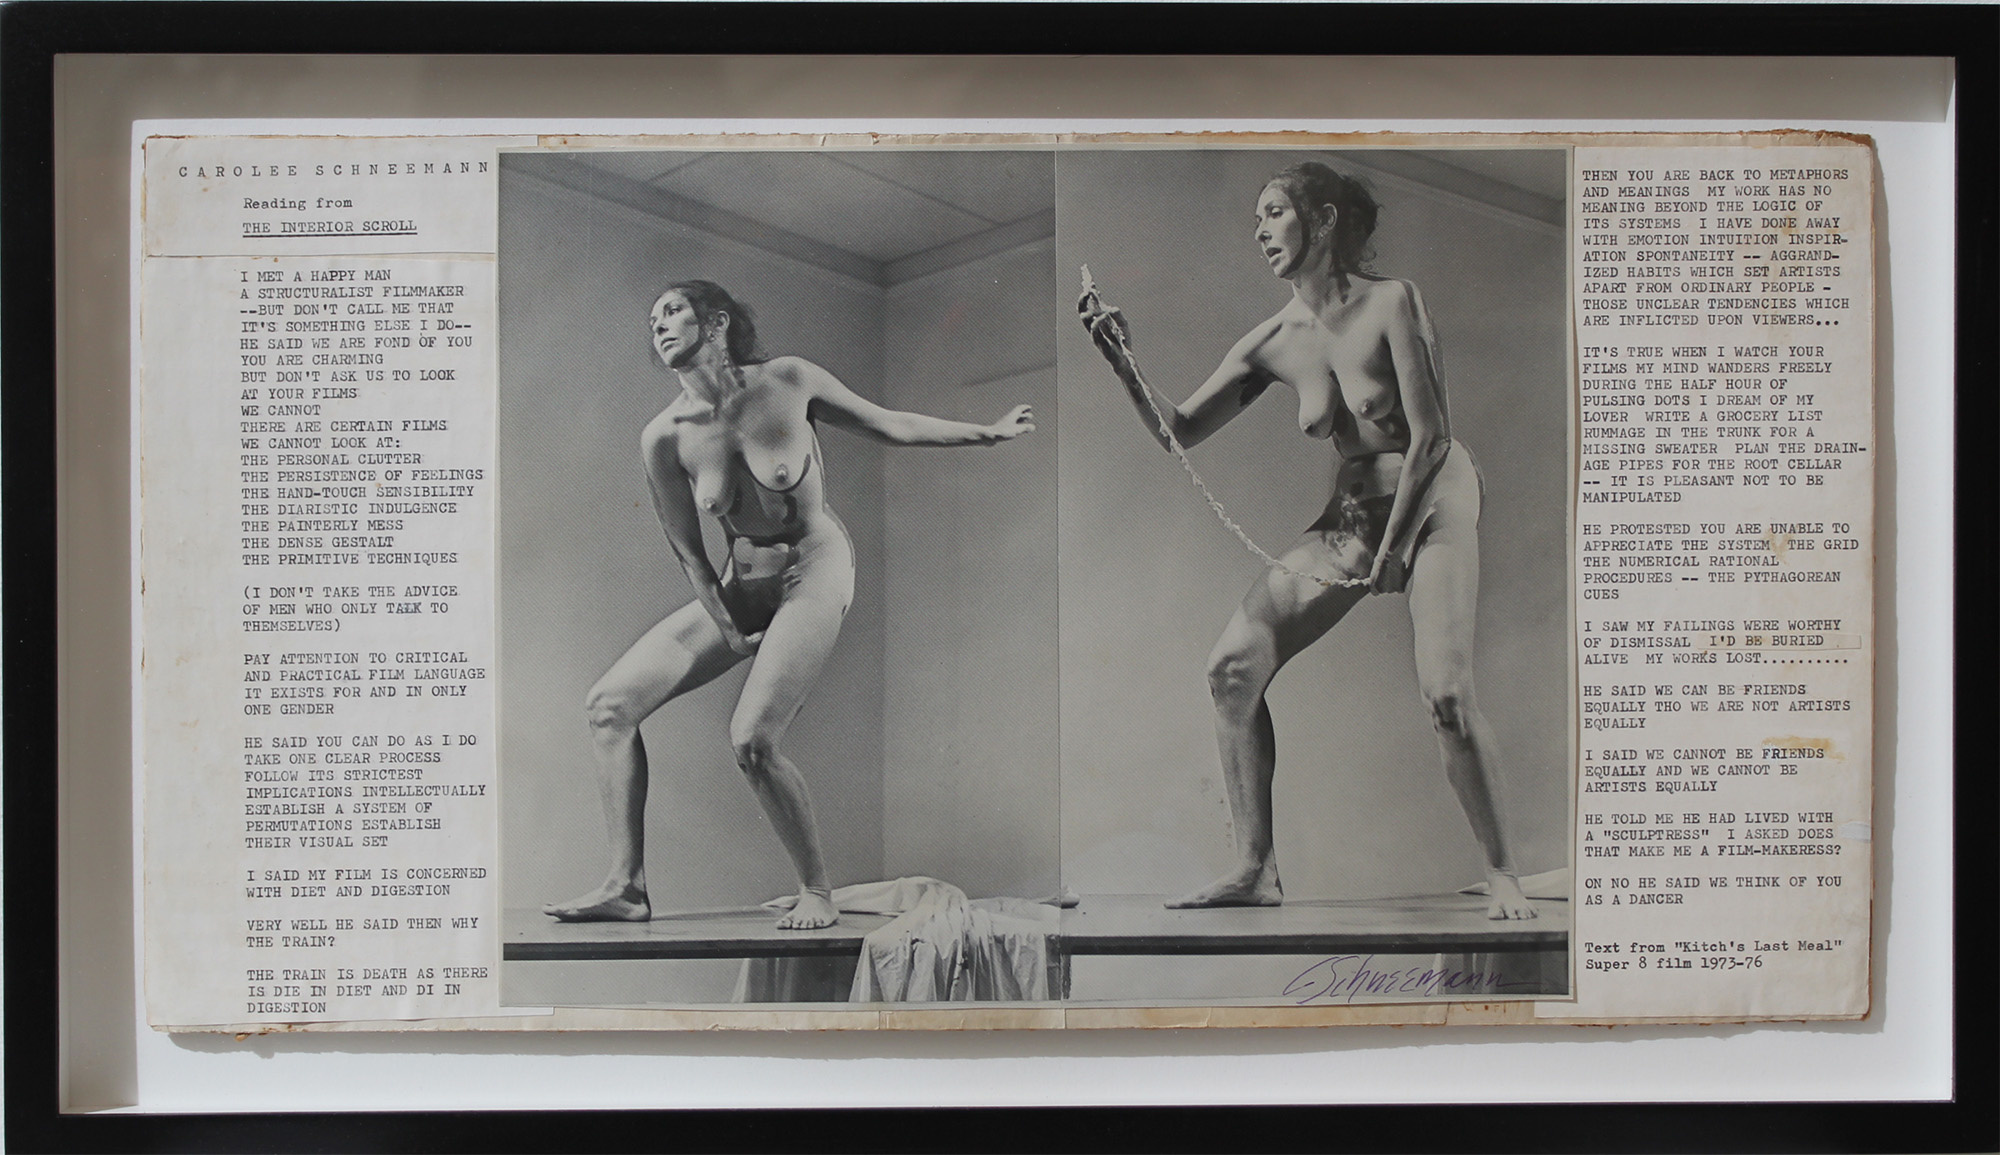 CAROLEE SCHNEEMANN
Reading from
THE INTERIOR SCROLL
I MET A HAPPY MAN
A STRUCTURALIST FILMMAKER
--BUT DON'T CALL ME THAT
IT'S SOMETHING ELSE I DO--
HE SAID WE ARE FOND OF YOU
YOU ARE CHARMING
BUT DON'T ASK US TO LOOK
AT YOUR FILMS
WE CANNOT
THERE ARE CERTAIN FILMS
WE CANNOT LOOK AT:
THE PERSONAL CLUTTER
THE PERSISTENCE OF FEELINGS
THE HAND-TOUCH SENSIBILITY
THE DIARISTIC INDULGENCE
THE PAINTERLY MESS
THE DENSE GESTALT
THE PRIMITIVE TECHNIQUES
(I DON'T TAKE THE ADVICE
OF MEN WHO ONLY TALK TO
THEMSELVES)
PAY ATTENTION TO CRITICAL
AND PRACTICAL FILM LANGUAGE
IT EXISTS FOR AND IN ONLY
ONE GENDER
HE SAID YOU CAN DO AS I DO
TAKE ONE CLEAR PROCESS
FOLLOW ITS STRICTEST
IMPLICATIONS INTELLECTUALLY
ESTABLISH A SYSTEM OF
PERMUTATIONS ESTABLISH
THEIR VISUAL SET
I SAID MY FILM IS CONCERNED
WITH DIET AND DIGESTION
VERY WELL HE SAID THEN WHY
THE TRAIN?
THE TRAIN IS DEATH AS THERE
IS DIE IN DIET AND DI IN
DIGESTION
THEN YOU ARE BACK TO METAPHORS
AND MEANINGS MY WORK HAS NO
MEANING BEYOND THE LOGIC OF
ITS SYSTEMS I HAVE DONE AWAY
WITH EMOTION INTUITION INSPIR-
ATION SPONTANEITY -- AGGRAND-
IZED HABITS WHICH SET ARTISTS
APART FROM ORDINARY PEOPLE -
THOSE UNCLEAR TENDENCIES WHICH
ARE INFLICTED UPON VIEWERS...
IT'S TRUE WHEN I WATCH YOUR
FILMS MY MIND WANDERS FREELY
DURING THE HALF HOUR OF
PULSING DOTS I DREAM OF MY
LOVER WRITE A GROCERY LIST
RUMMAGE IN THE TRUNK FOR A
MISSING SWEATER PLAN THE DRAIN-
AGE PIPES FOR THE ROOT CELLAR
-- IT IS PLEASANT NOT TO BE
MANIPULATED
HE PROTESTED YOU ARE UNABLE TO
APPRECIATE THE SYSTEM THE GRID
THE NUMERICAL RATIONAL
PROCEDURES -- THE PYTHAGOREAN
CUES
I SAW MY FAILINGS WERE WORTHY
OF DISMISSAL I'D BE BURIED
ALIVE MY WORKS LOST..........
HE SAID WE CAN BE FRIENDS
EQUALLY THO WE ARE NOT ARTISTS
EQUALLY
I SAID WE CANNOT BE FRIENDS
EQUALLY AND WE CANNOT BE
ARTISTS EQUALLY
HE TOLD ME HE HAD LIVED WITH
A "SCULPTRESS" I ASKED DOES
THAT MAKE ME A FILM-MAKERESS?
ON NO HE SAID WE THINK OF YOU
AS A DANCER
Text from "Kitch's Last Meal"
Super 8 film 1973-76
CSchneemann